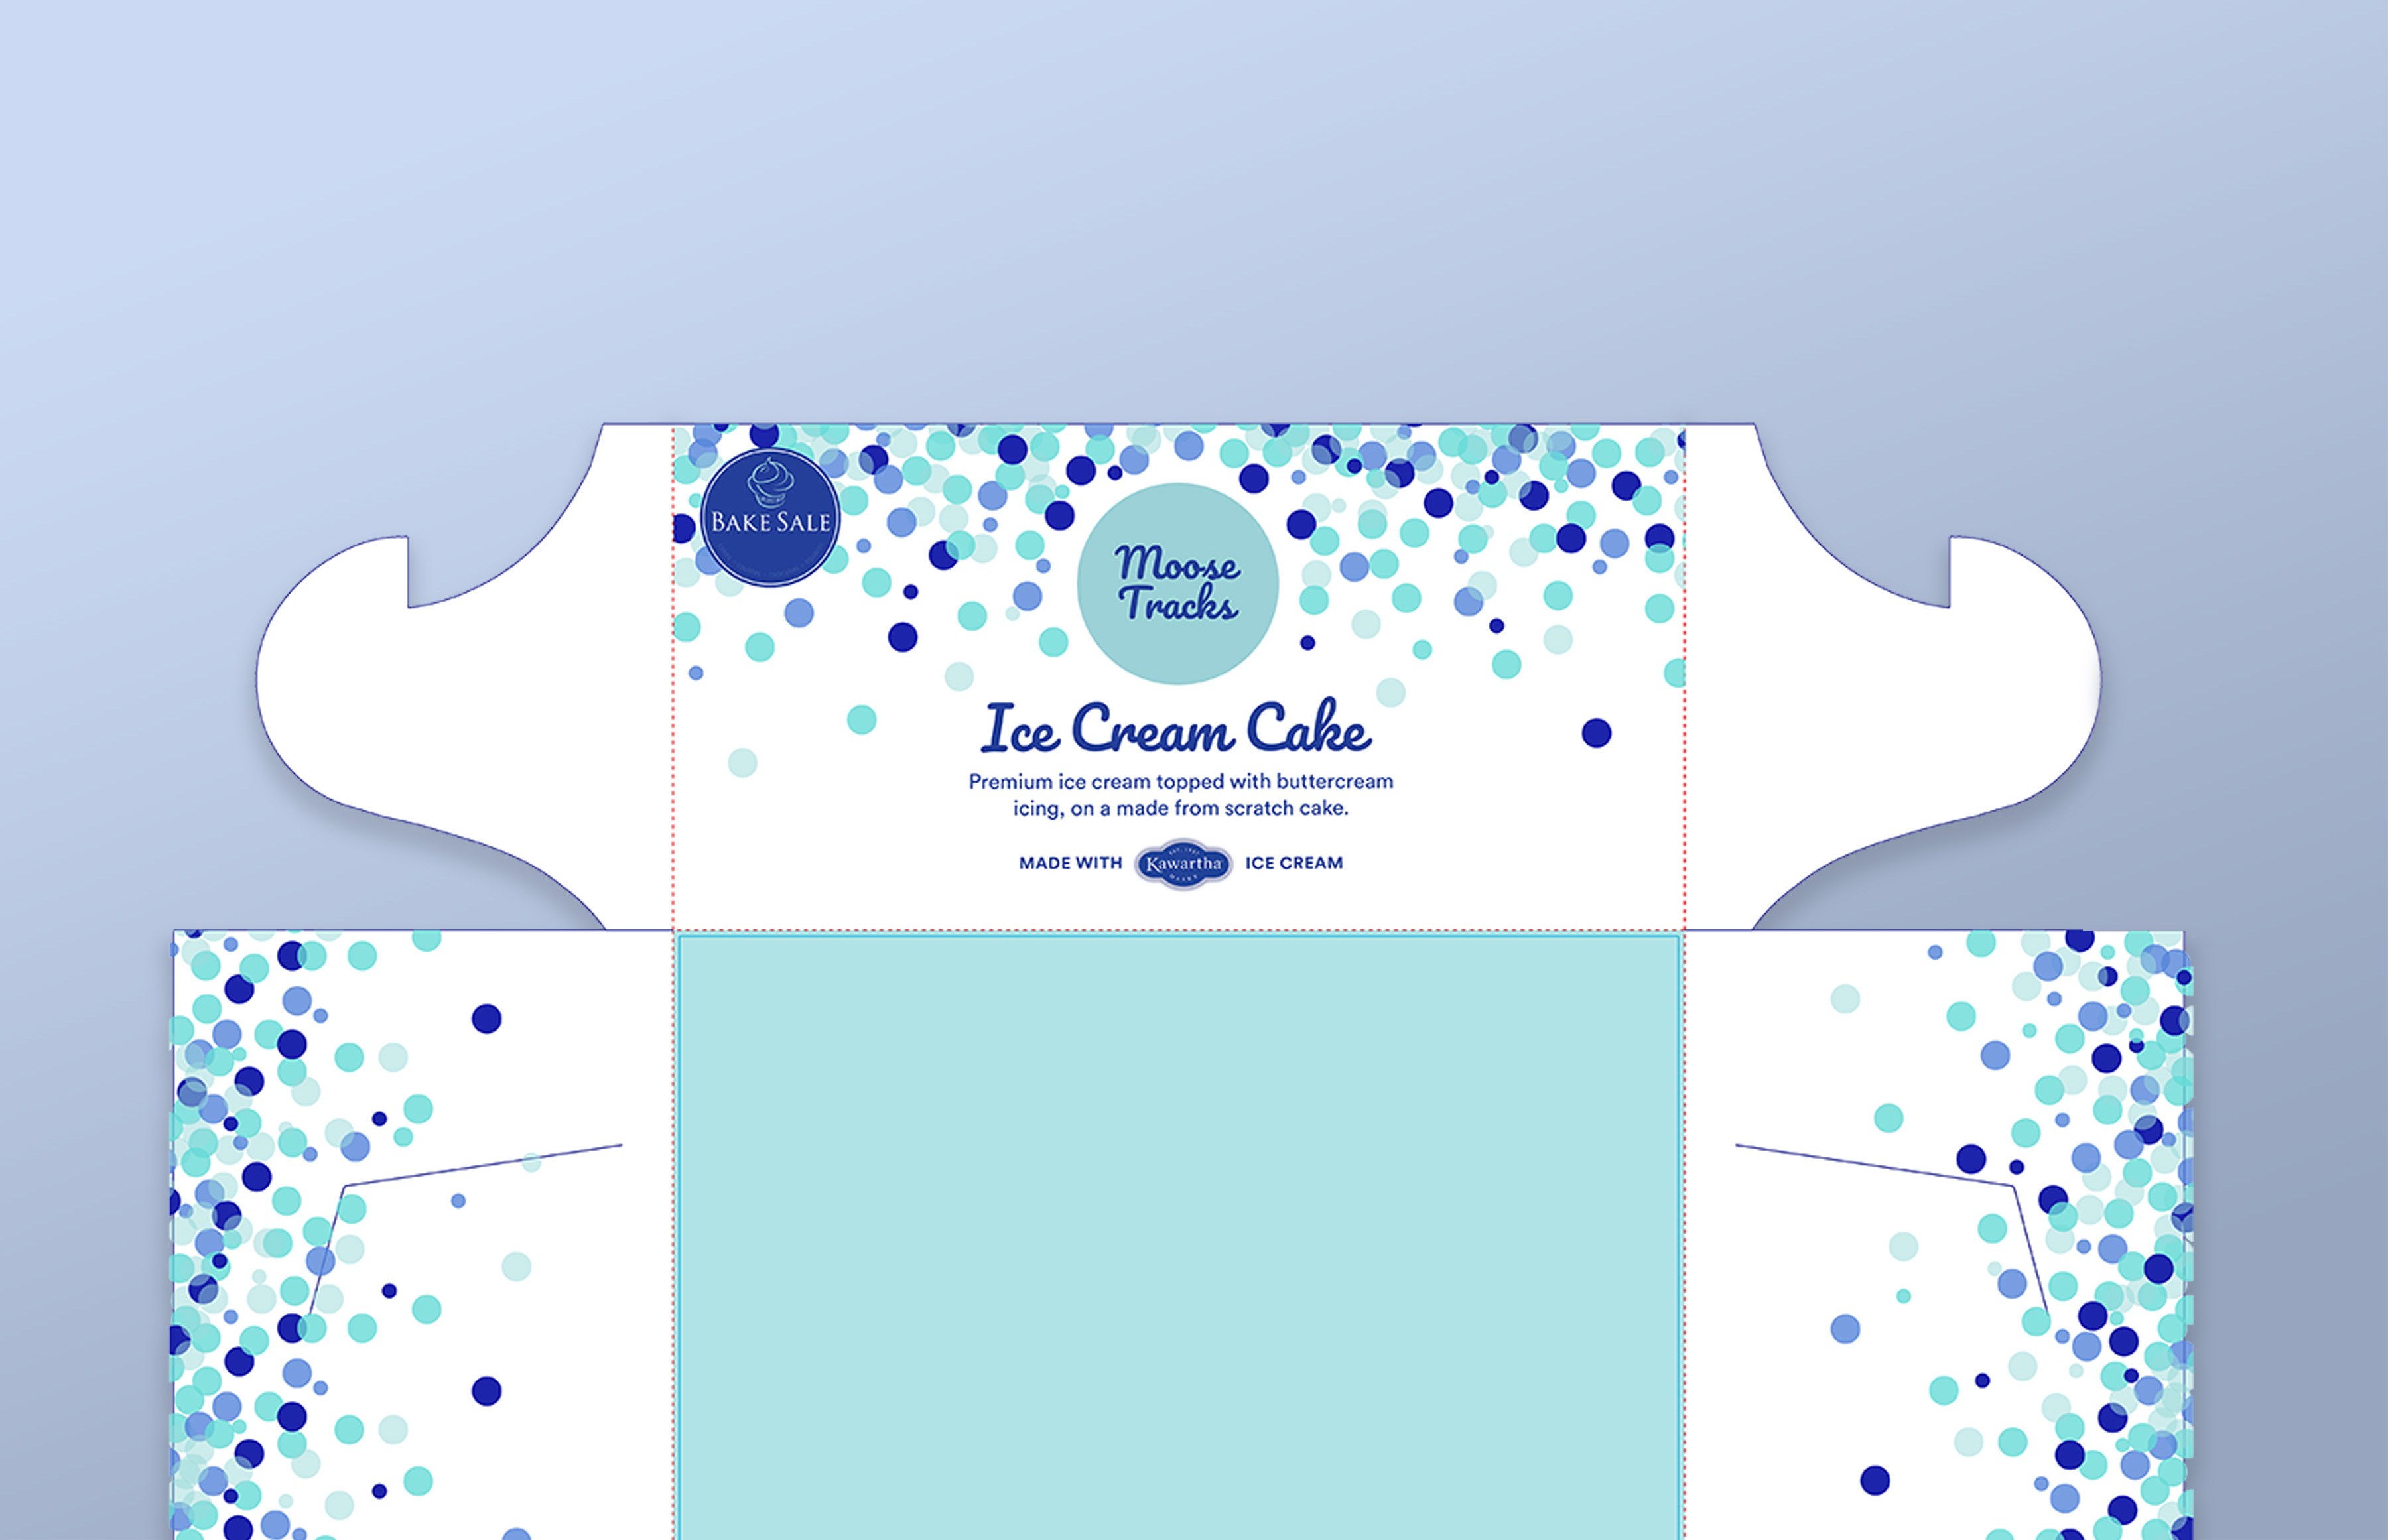 BAKE SALE
Moose
Tracks
Ice Cream Cake
Premium ice cream topped with buttercream
icing, on a made from scratch cake.
MADE WITH Kawartha ICE CREAM